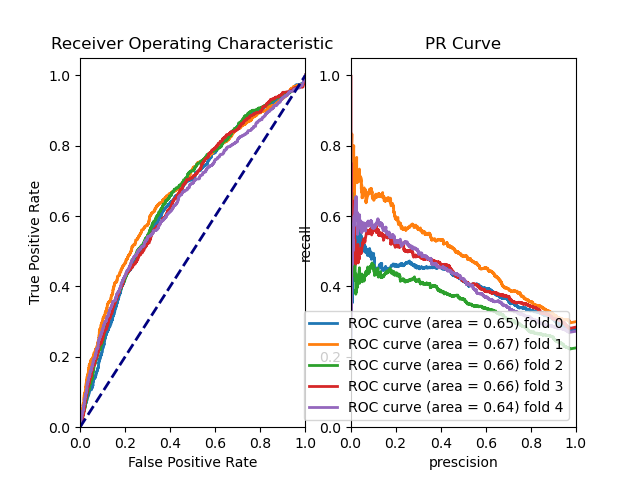 Receiver Operating Characteristic
1.0
0.8
0.6
0.4
0.2
0.0
True Positive Rate
0.0 0.2 0.4 0.6 0.8 1.0
False Positive Rate
PR Curve
1.0
0.8
0.6
0.4
0.2
0.0
recall
ROC curve (area = 0.65) fold 0
ROC curve (area = 0.67) fold 1
ROC curve (area = 0.66) fold 2
ROC curve (area = 0.66) fold 3
ROC curve (area = 0.64) fold 4
0.0 0.2 0.4 0.6 0.8 1.0
prescision